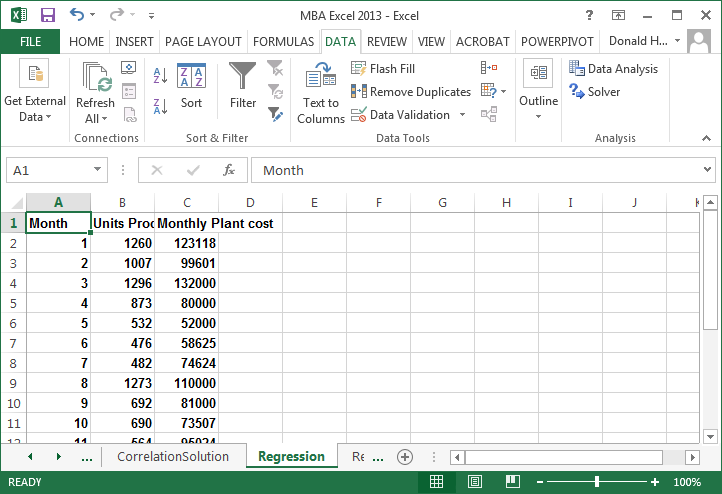 MBA Excel 2013 - Excel
FILE HOME INSERT PAGE LAYOUT FORMULAS DATA REVIEW VIEW ACROBAT POWERPIVOT Donald H...
Get External Data
Refresh All
Connections
Sort
Filter
Sort & Filter
Text to Columns
Flash Fill
Remove Duplicates
Data Validation
Data Tools
Outline
Data Analysis
Solver
Analysis
A1 fx Month
A B C D E F G H I J
1 Month Units Proc Monthly Plant cost
2 1 1260 123118
3 2 1007 99601
4 3 1296 132000
5 4 873 80000
6 5 532 52000
7 6 476 58625
8 7 482 74624
9 8 1273 110000
10 9 692 81000
11 10 690 73507
12 11 564 95024
... CorrelationSolution Regression Re ...
READY 100%